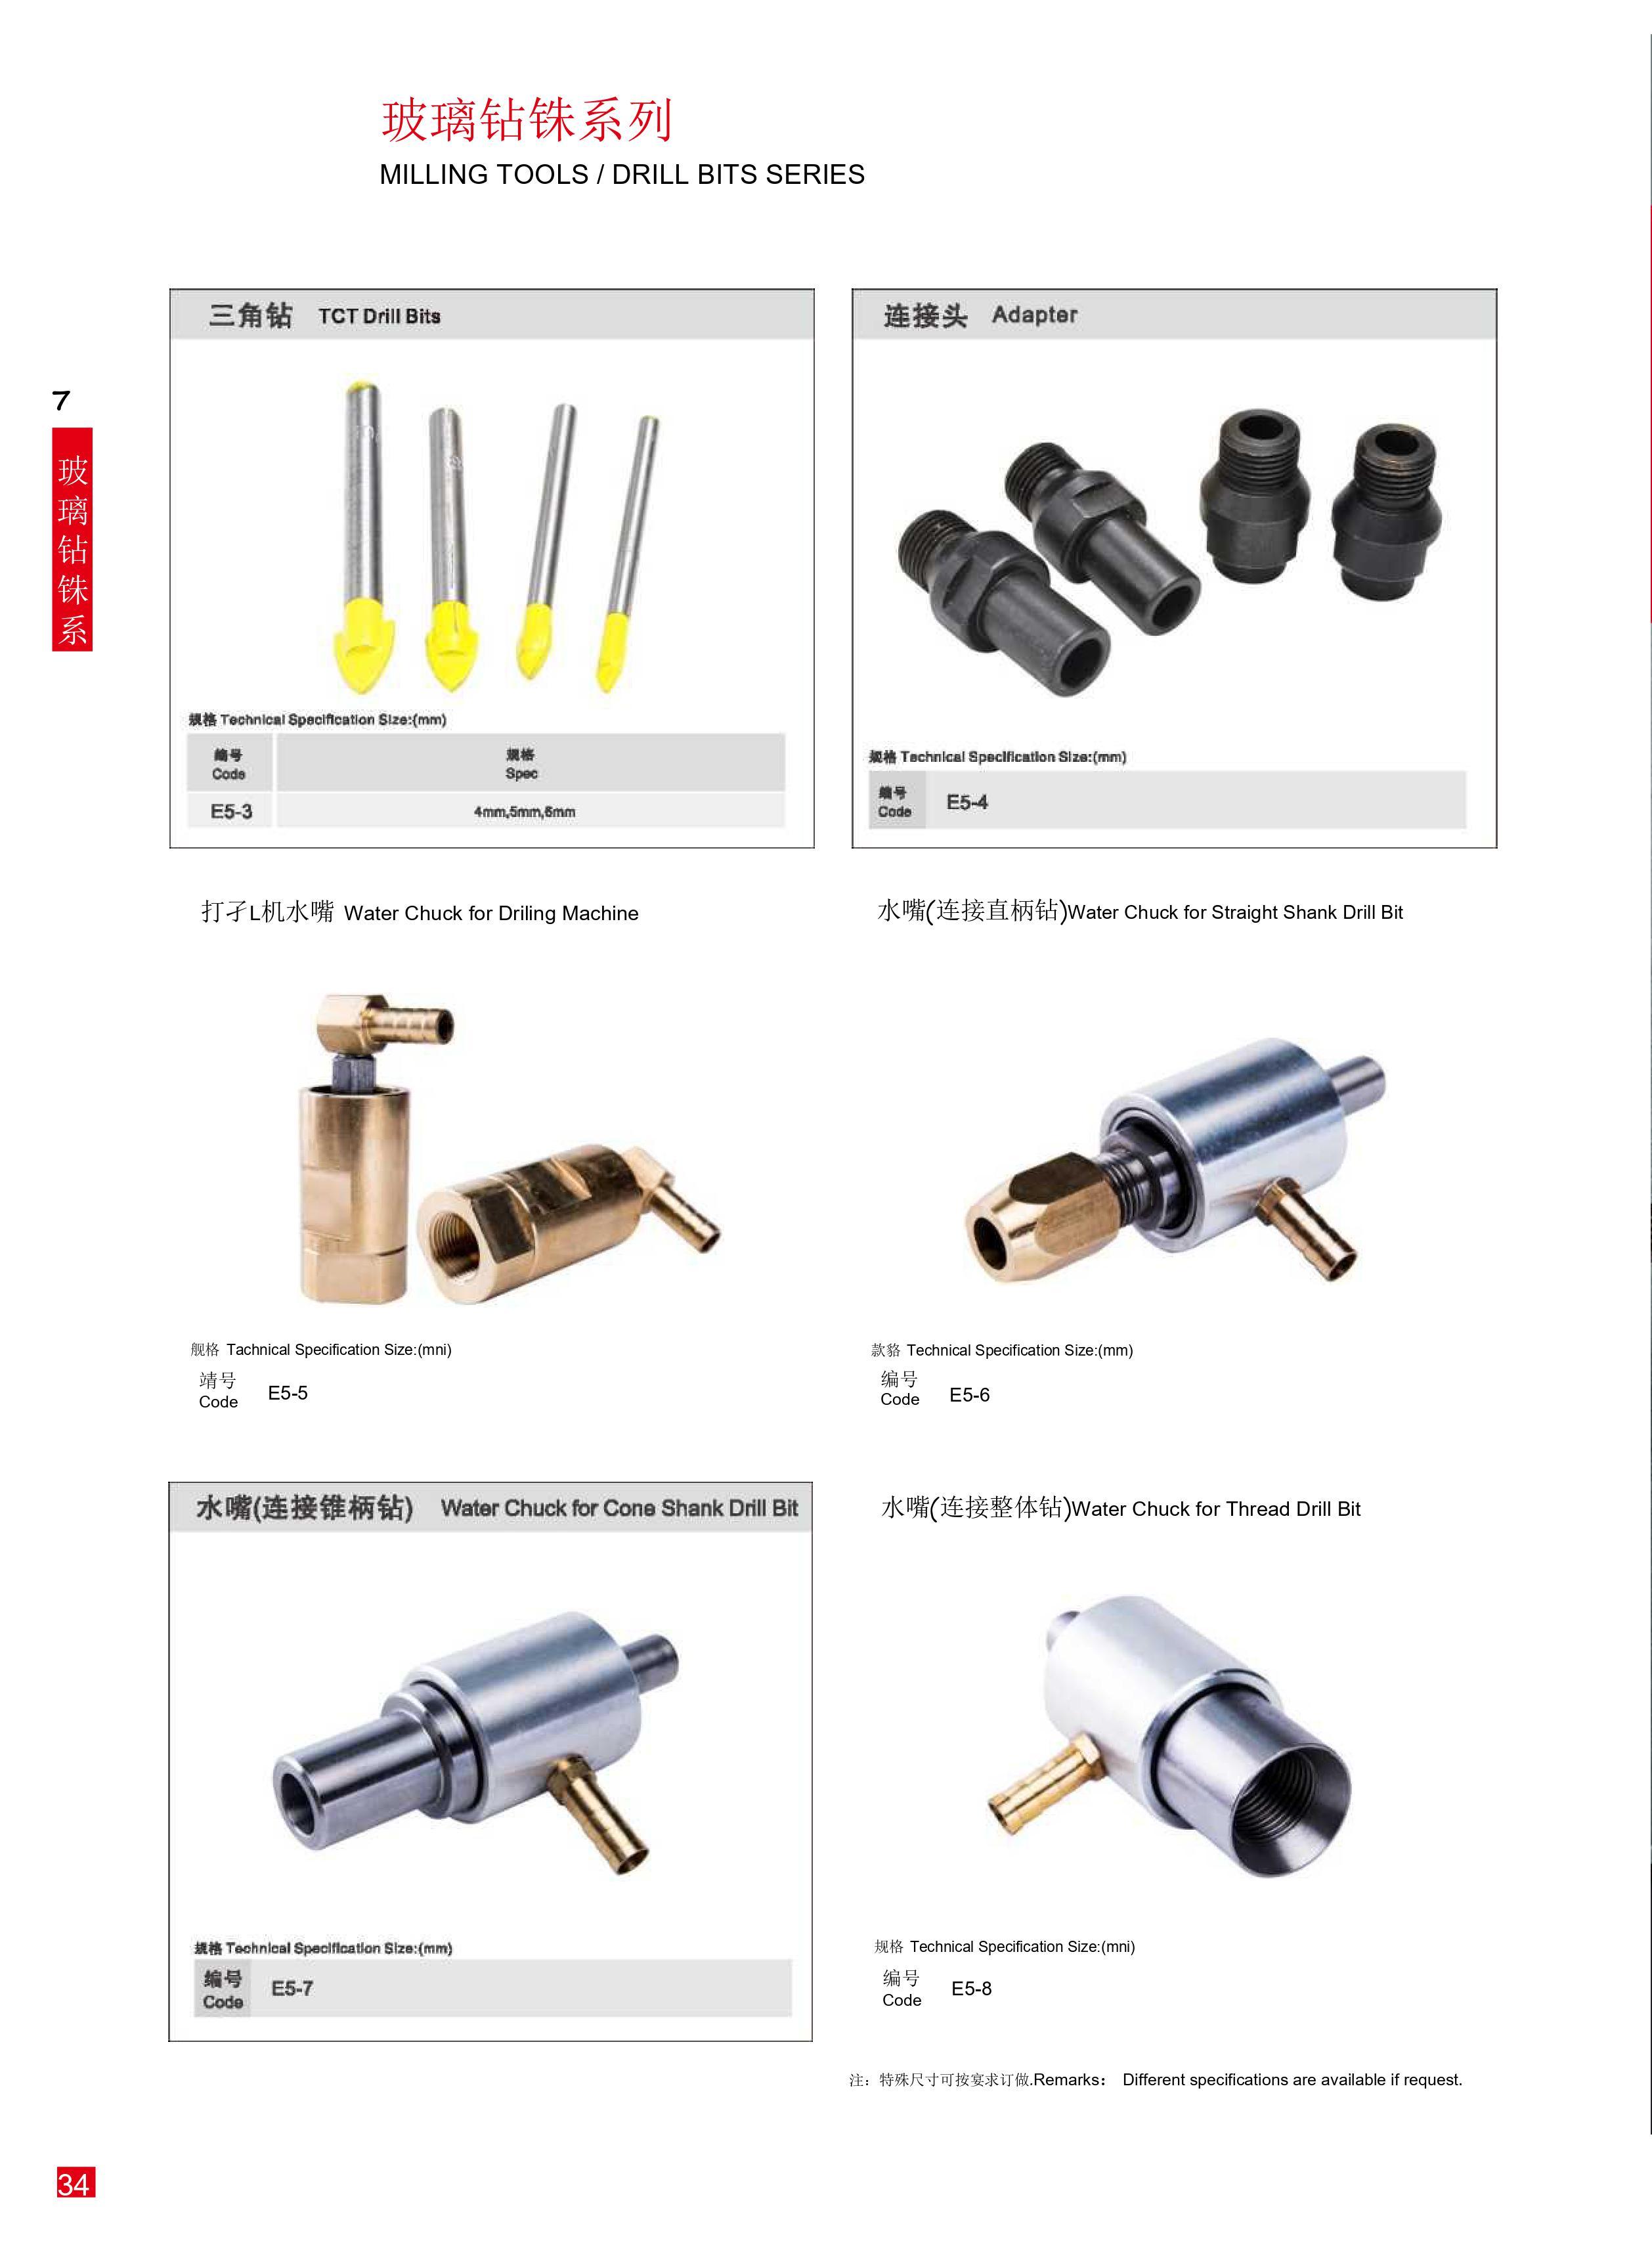 玻璃钻铢系列
MILLING TOOLS / DRILL BITS SERIES
7
玻璃钻铢系
三角钻 TCT Drill Bits
规格 Technical Specification Size:(mm)
编号 规格
Code Spec
E5-3 4mm,5mm,6mm
连接头 Adapter
规格 Technical Specification Size:(mm)
编号
Code E5-4
打孑L机水嘴 Water Chuck for Driling Machine
舰格 Tachnical Specification Size:(mni)
靖号
Code E5-5
水嘴(连接直柄钻)Water Chuck for Straight Shank Drill Bit
款貉 Technical Specification Size:(mm)
编号
Code E5-6
水嘴(连接锥柄钻) Water Chuck for Cone Shank Drill Bit
规格 Technical Specification Size:(mm)
编号
Code E5-7
水嘴(连接整体钻)Water Chuck for Thread Drill Bit
规格 Technical Specification Size:(mni)
编号
Code E5-8
注：特殊尺寸可按宴求订做.Remarks： Different specifications are available if request.
34